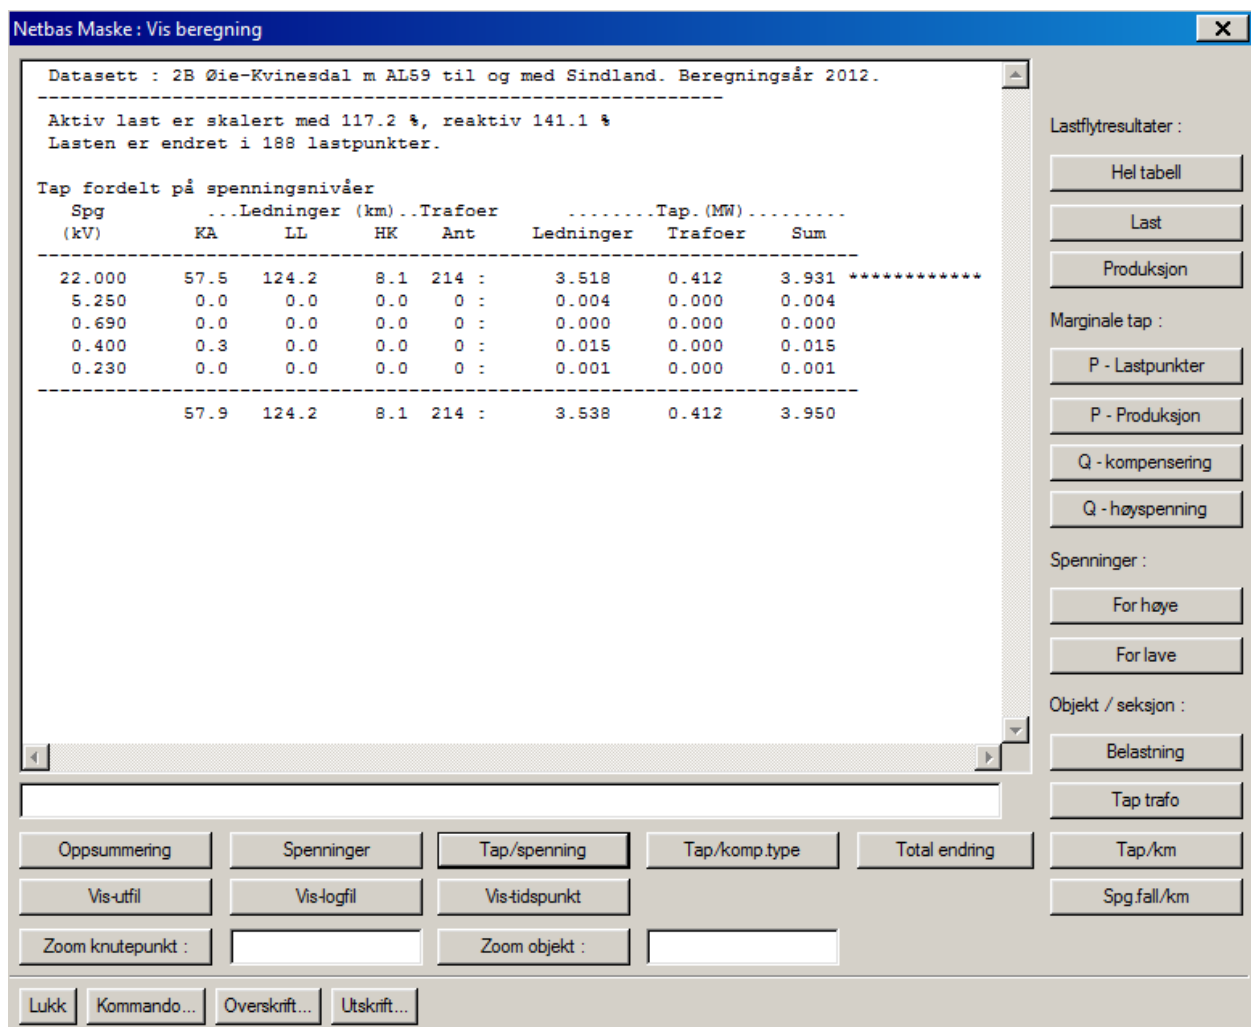 Netbas Maske : Vis beregning
Datasett : 2B Øie-Kvinesdal m AL59 til og med Sindland. Beregningsår 2012.
------------------------------------------------------------
Aktiv last er skalert med 117.2 %, reaktiv 141.1 %
Lasten er endret i 188 lastpunkter.
Tap fordelt på spenningsnivåer
Spg ...Ledninger (km)..Trafoer ........Tap.(MW).........
(kV) KA LL HK Ant Ledninger Trafoer Sum
------------------------------------------------------------------------
22.000 57.5 124.2 8.1 214 : 3.518 0.412 3.931 ************
5.250 0.0 0.0 0.0 0 : 0.004 0.000 0.004
0.690 0.0 0.0 0.0 0 : 0.000 0.000 0.000
0.400 0.3 0.0 0.0 0 : 0.015 0.000 0.015
0.230 0.0 0.0 0.0 0 : 0.001 0.000 0.001
------------------------------------------------------------------------
57.9 124.2 8.1 214 : 3.538 0.412 3.950
Lastflytresultater :
Hel tabell
Last
Produksjon
Marginale tap :
P - Lastpunkter
P - Produksjon
Q - kompensering
Q - høyspenning
Spenninger :
For høye
For lave
Objekt / seksjon :
Belastning
Tap trafo
Oppsummering Spenninger Tap/spenning Tap/komp.type Total endring Tap/km
Vis-utfil Vis-logfil Vis-tidspunkt Spg.fall/km
Zoom knutepunkt : Zoom objekt :
Lukk Kommando... Overskrift... Utskrift...